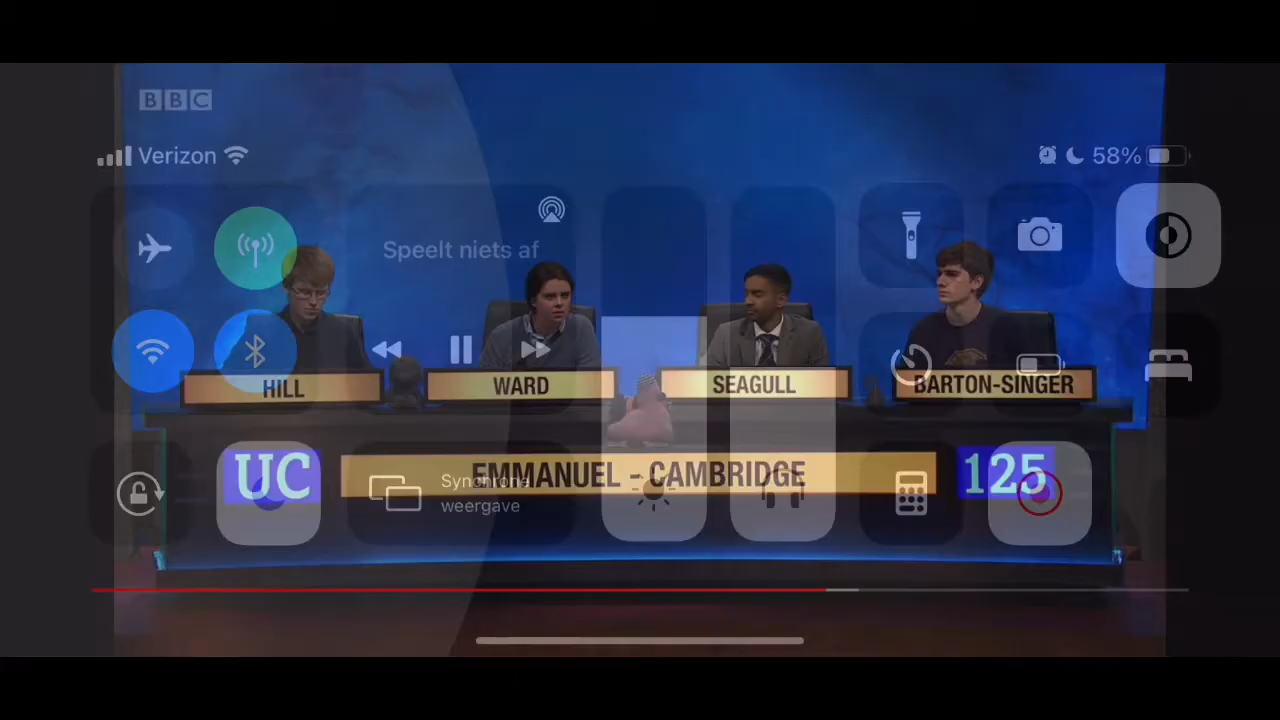 BBC
Verizon
58%
Speelt niets af
HILL
WARD
SEAGULL
BARTON-SINGER
UC
EMMANUEL - CAMBRIDGE
125
Synchrone
weergave